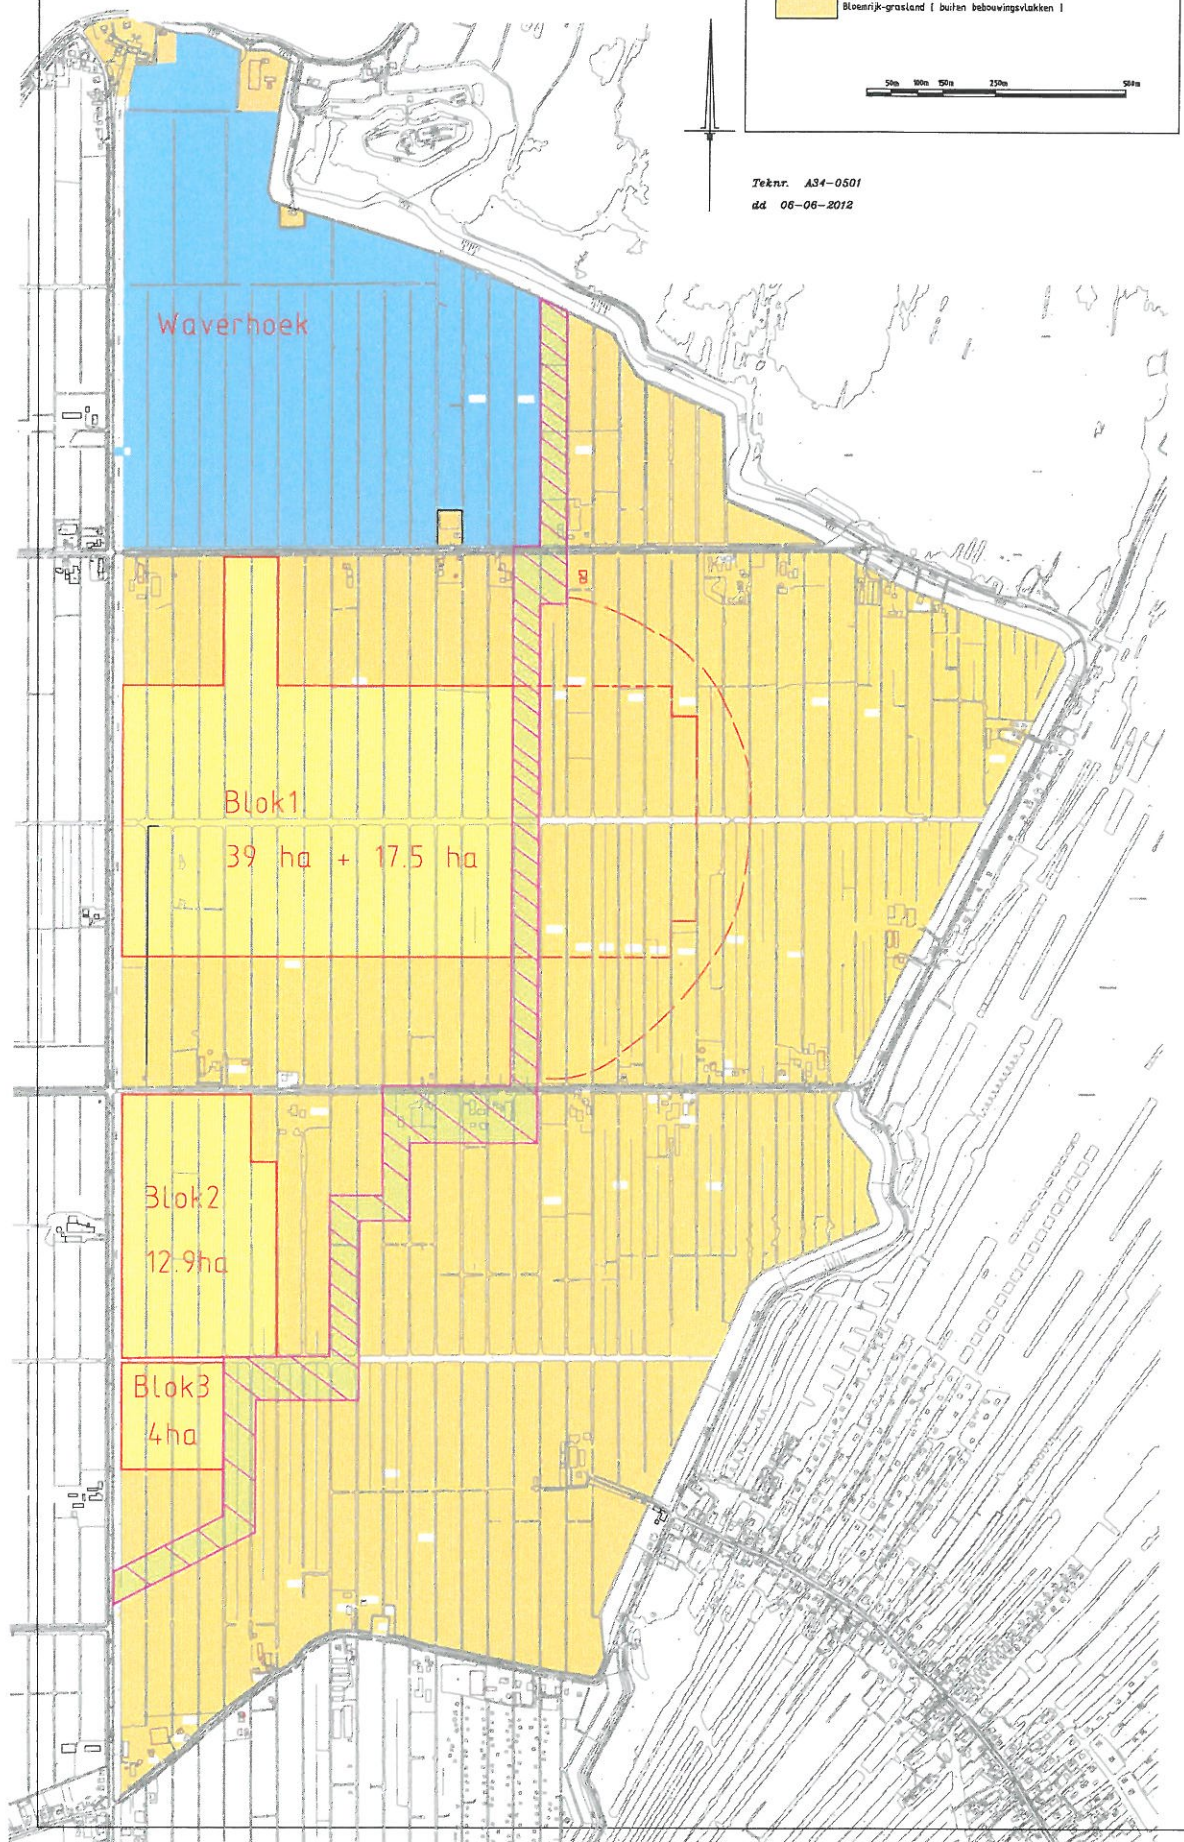 Bloemrijk-grasland ( buiten bebouwingsvlakken )
50m 100m 150m 250m 500m
Teknr. A34-0501
dd 06-06-2012
Waverhoek
Blok1
39 ha + 17.5 ha
Blok2
12.9ha
Blok3
4ha